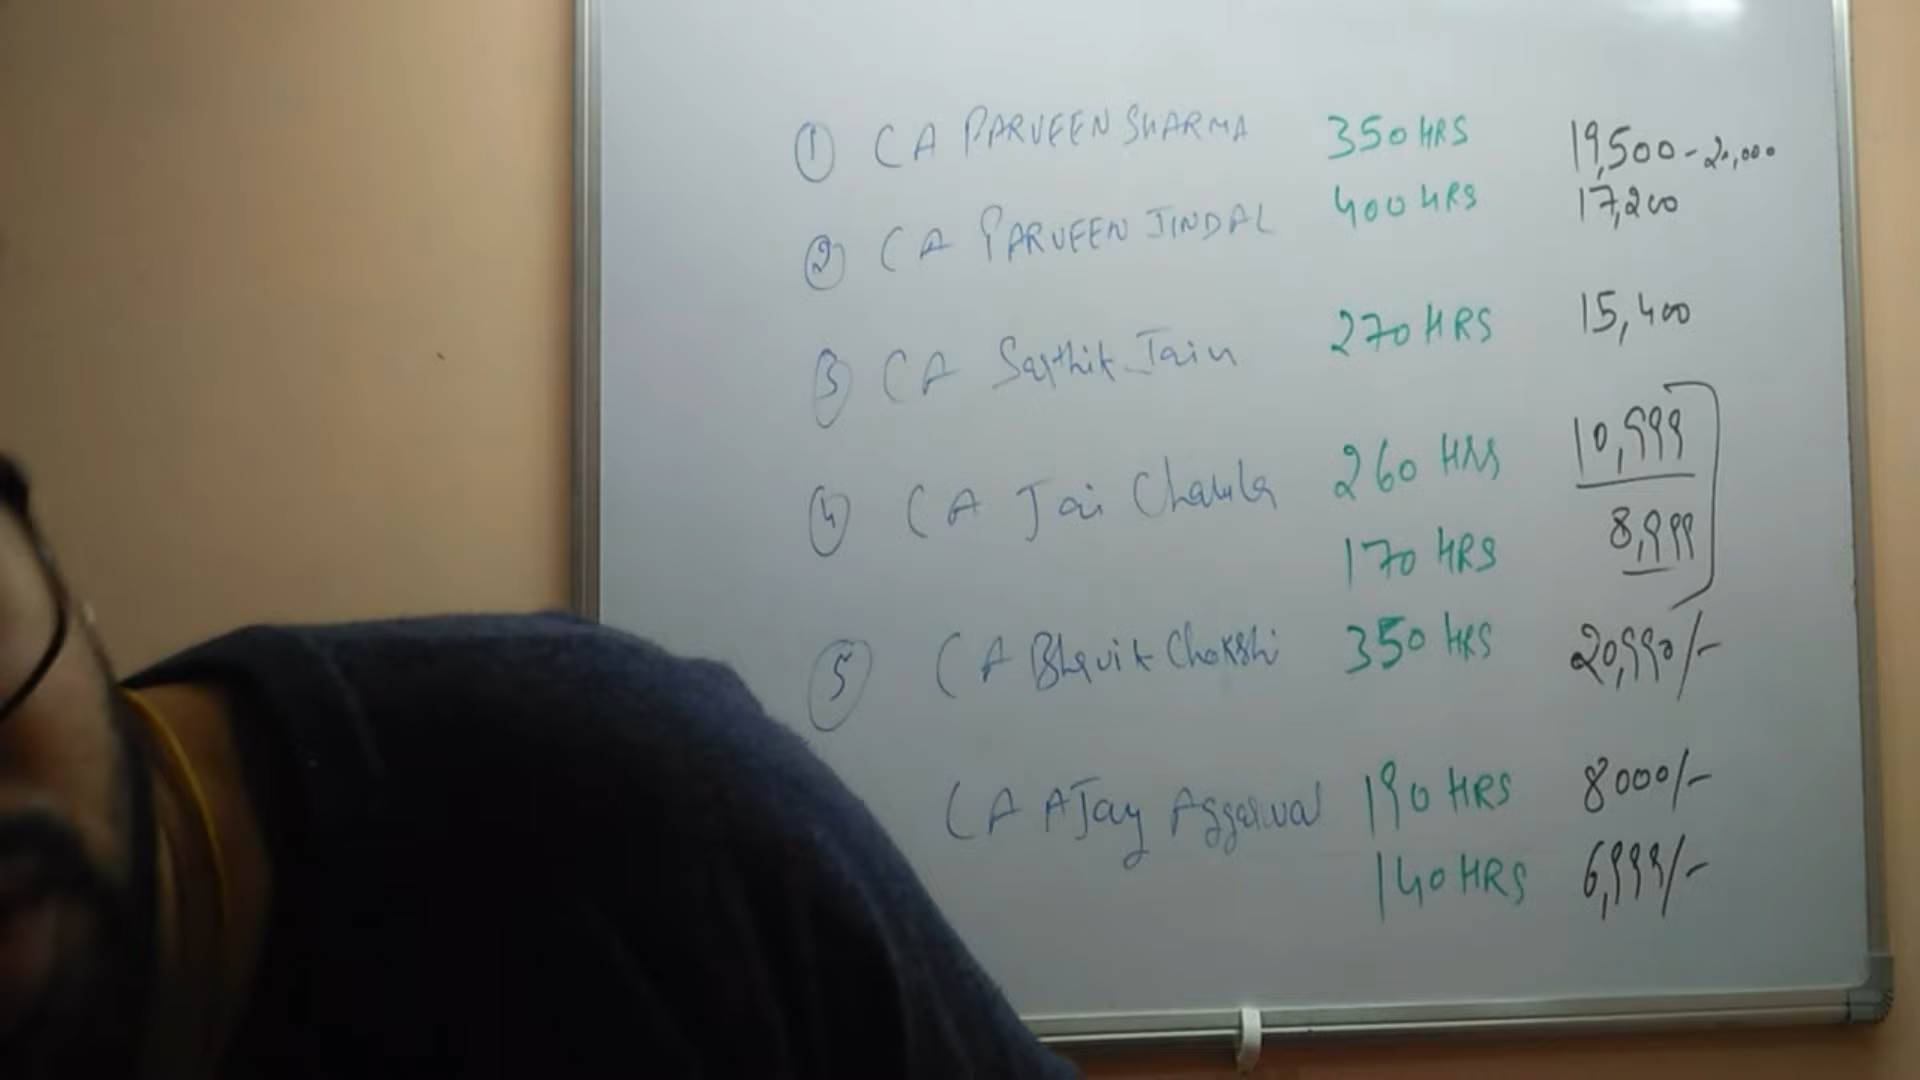 ① CA PARVEEN SHARMA 350 HRS 19,500 - 20,000
② CA PARVEEN JINDAL 400 HRS 17,200
③ CA Sarthik Jain 270 HRS 15,400
④ CA Jai Chawla 260 HRS 10,999
170 HRS 8,999
⑤ CA Bhavik Chokshi 350 HRS 20,990/-
CA AJay Aggarwal 190 HRS 8000/-
140 HRS 6,999/-